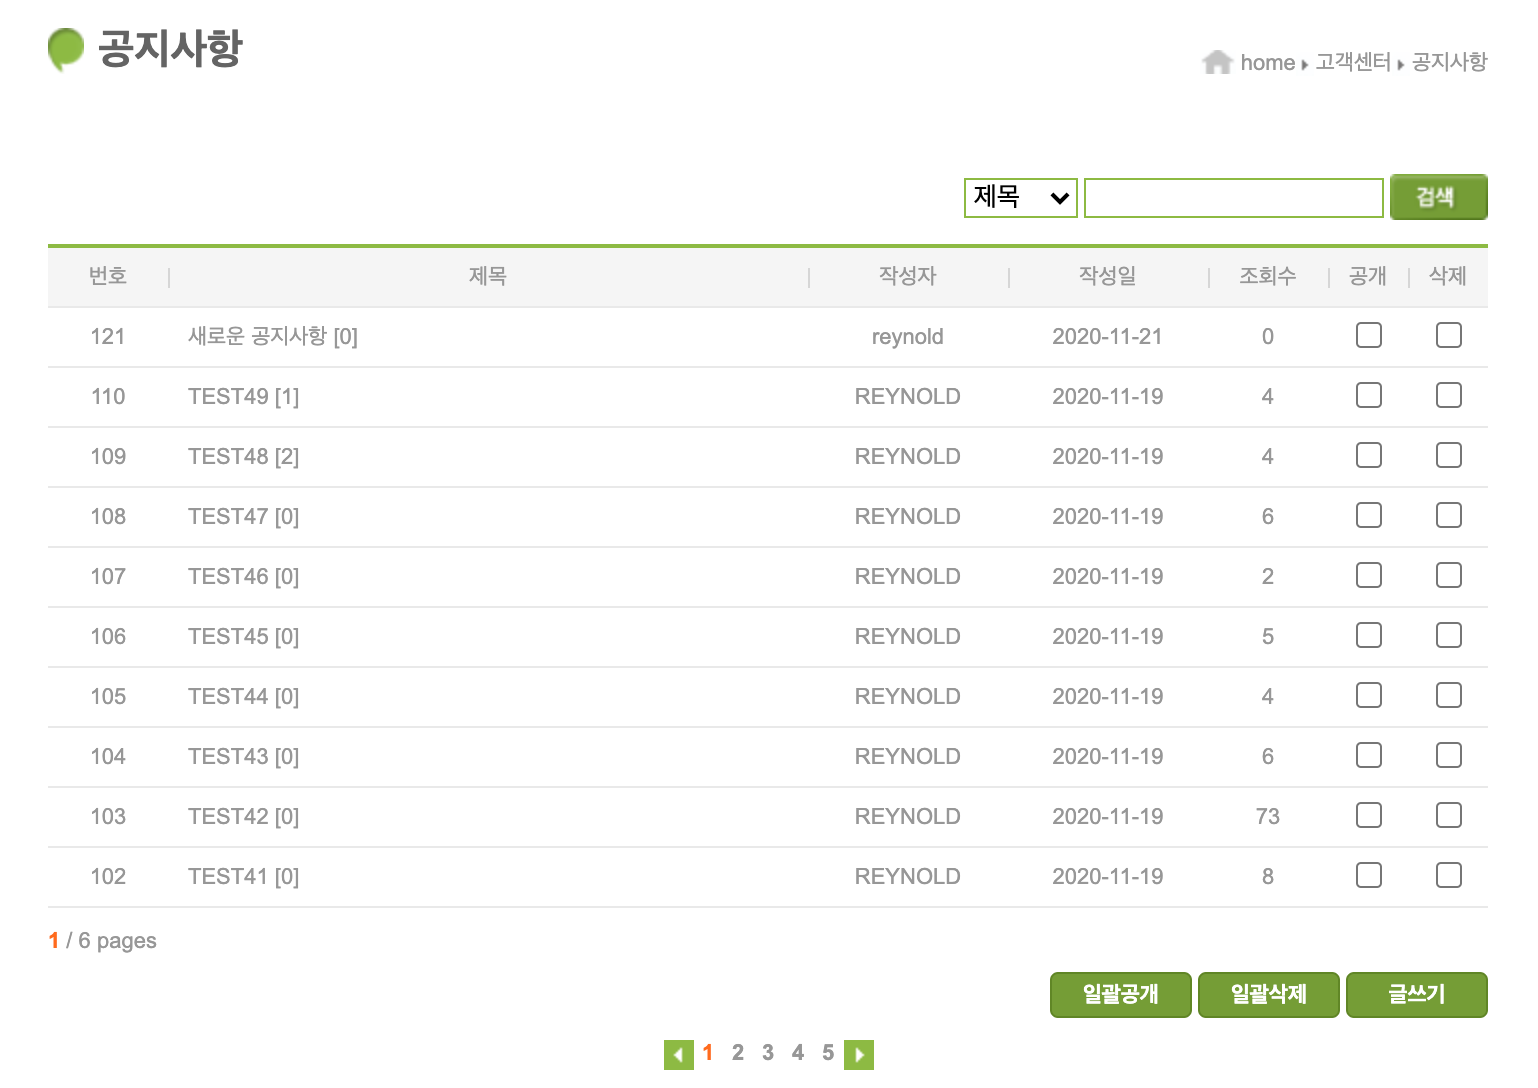 공지사항
home 고객센터 공지사항
제목 검색
번호 제목 작성자 작성일 조회수 공개 삭제
121 새로운 공지사항 [0] reynold 2020-11-21 0
110 TEST49 [1] REYNOLD 2020-11-19 4
109 TEST48 [2] REYNOLD 2020-11-19 4
108 TEST47 [0] REYNOLD 2020-11-19 6
107 TEST46 [0] REYNOLD 2020-11-19 2
106 TEST45 [0] REYNOLD 2020-11-19 5
105 TEST44 [0] REYNOLD 2020-11-19 4
104 TEST43 [0] REYNOLD 2020-11-19 6
103 TEST42 [0] REYNOLD 2020-11-19 73
102 TEST41 [0] REYNOLD 2020-11-19 8
1 / 6 pages
일괄공개 일괄삭제 글쓰기
1 2 3 4 5